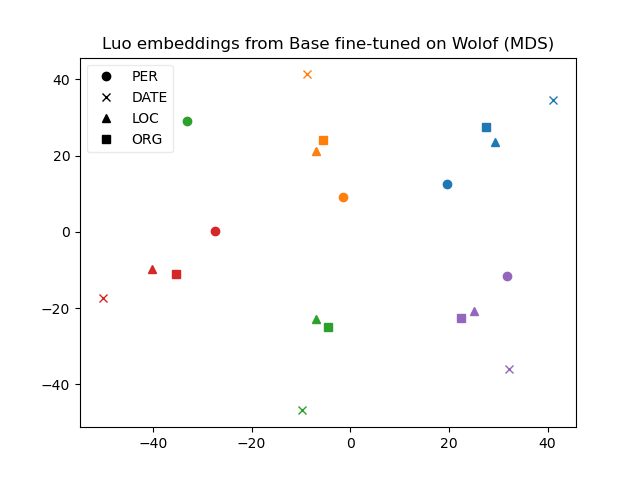 Luo embeddings from Base fine-tuned on Wolof (MDS)
PER
DATE
LOC
ORG
40
20
0
−20
−40
−40 −20 0 20 40